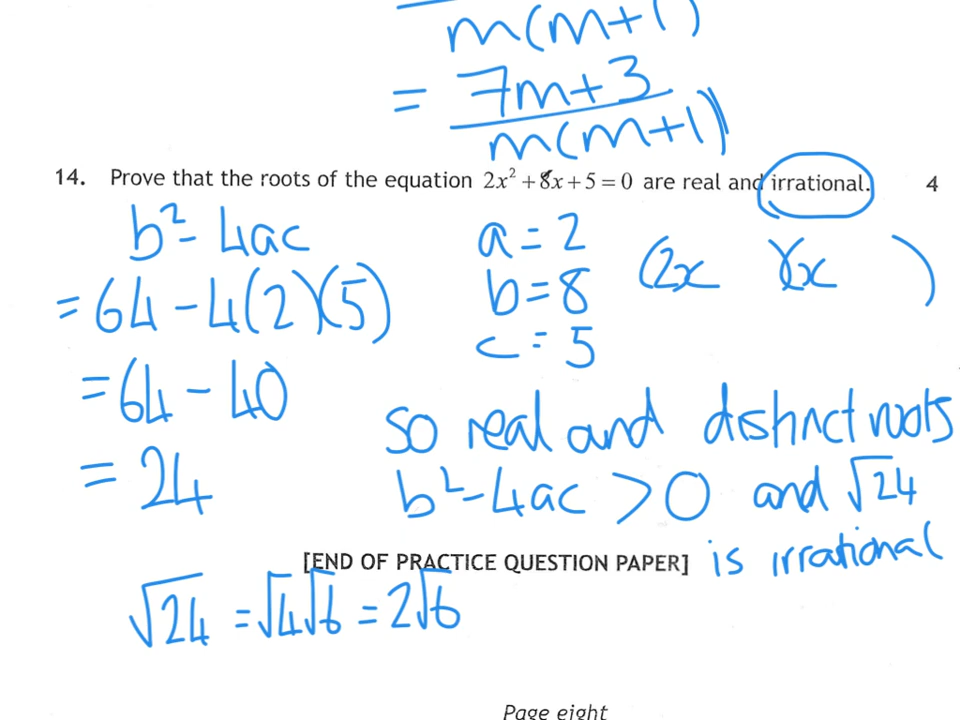 m(m+1)
= 7m+3
m(m+1)
14. Prove that the roots of the equation 2x² + 8x + 5 = 0 are real and irrational. 4
b² - 4ac
= 64 - 4(2)(5)
= 64 - 40
= 24
a = 2
b = 8
c = 5
(2x )(x )
so real and distinct roots
b² - 4ac > 0 and √24
is irrational
[END OF PRACTICE QUESTION PAPER]
√24 = √4√6 = 2√6
Page eight